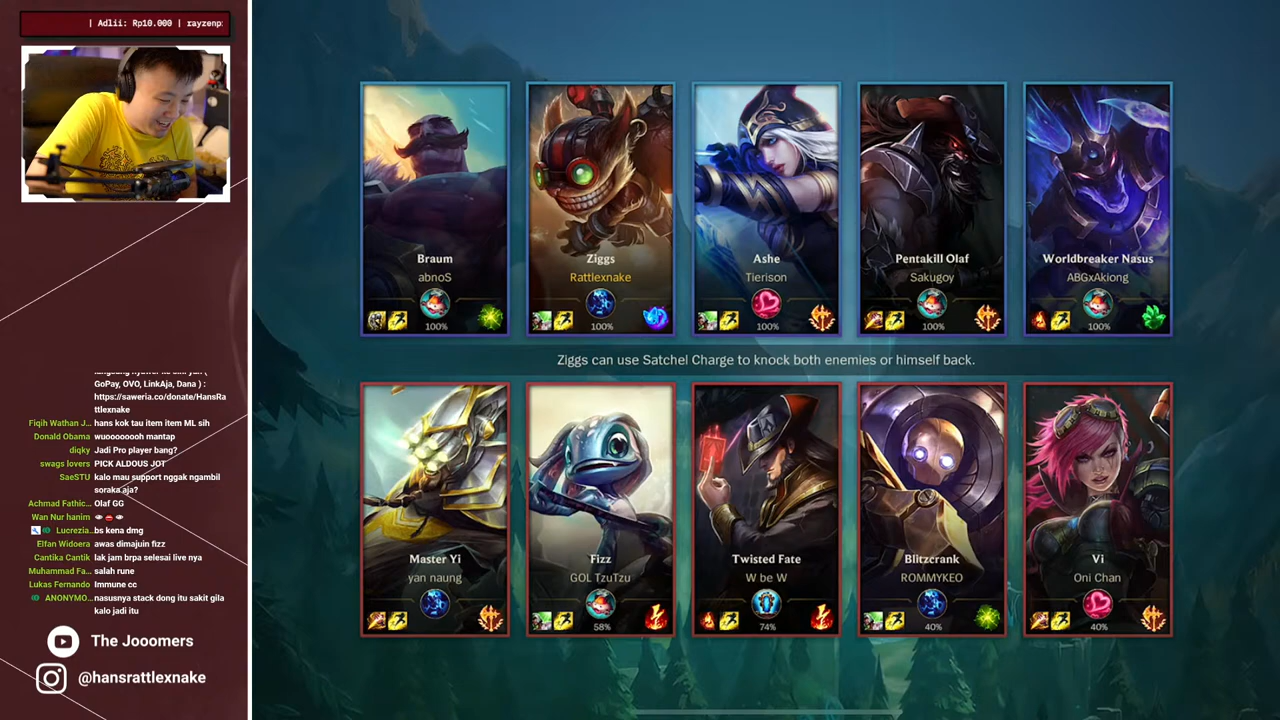 | Adlii: Rp10.000 | rayzenp
Braum
abnoS
100%
Ziggs
Rattlexnake
100%
Ashe
Tierison
100%
Pentakill Olaf
Sakugoy
100%
Worldbreaker Nasus
ABGxAkiong
100%
Ziggs can use Satchel Charge to knock both enemies or himself back.
Master Yi
yan naung
Fizz
GOL TzuTzu
58%
Twisted Fate
W be W
74%
Blitzcrank
ROMMYKEO
40%
Vi
Oni Chan
40%
GoPay, OVO, LinkAja, Dana ) :
https://saweria.co/donate/HansRa
ttlexnake
Fiqih Wathan J... hans kok tau item item ML sih
Donald Obama wuoooooooh mantap
diqky Jadi Pro player bang?
swags lovers PICK ALDOUS JOT
SaeSTU kalo mau support nggak ngambil
soraka aja?
Achmad Fathic... Olaf GG
Wan Nur hanim 👁️👄👁️
Lucrezia... bs kena dmg
Elfan Widoera awas dimajuin fizz
Cantika Cantik lak jam brpa selesai live nya
Muhammad Fa... salah rune
Lukas Fernando Immune cc
ANONYMO... nasusnya stack dong itu sakit gila
kalo jadi itu
The Jooomers
@hansrattlexnake